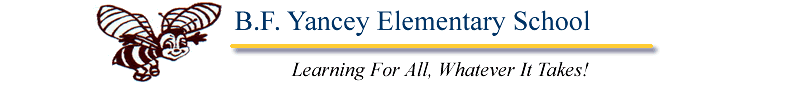 B.F. Yancey Elementary School
Learning For All, Whatever It Takes!